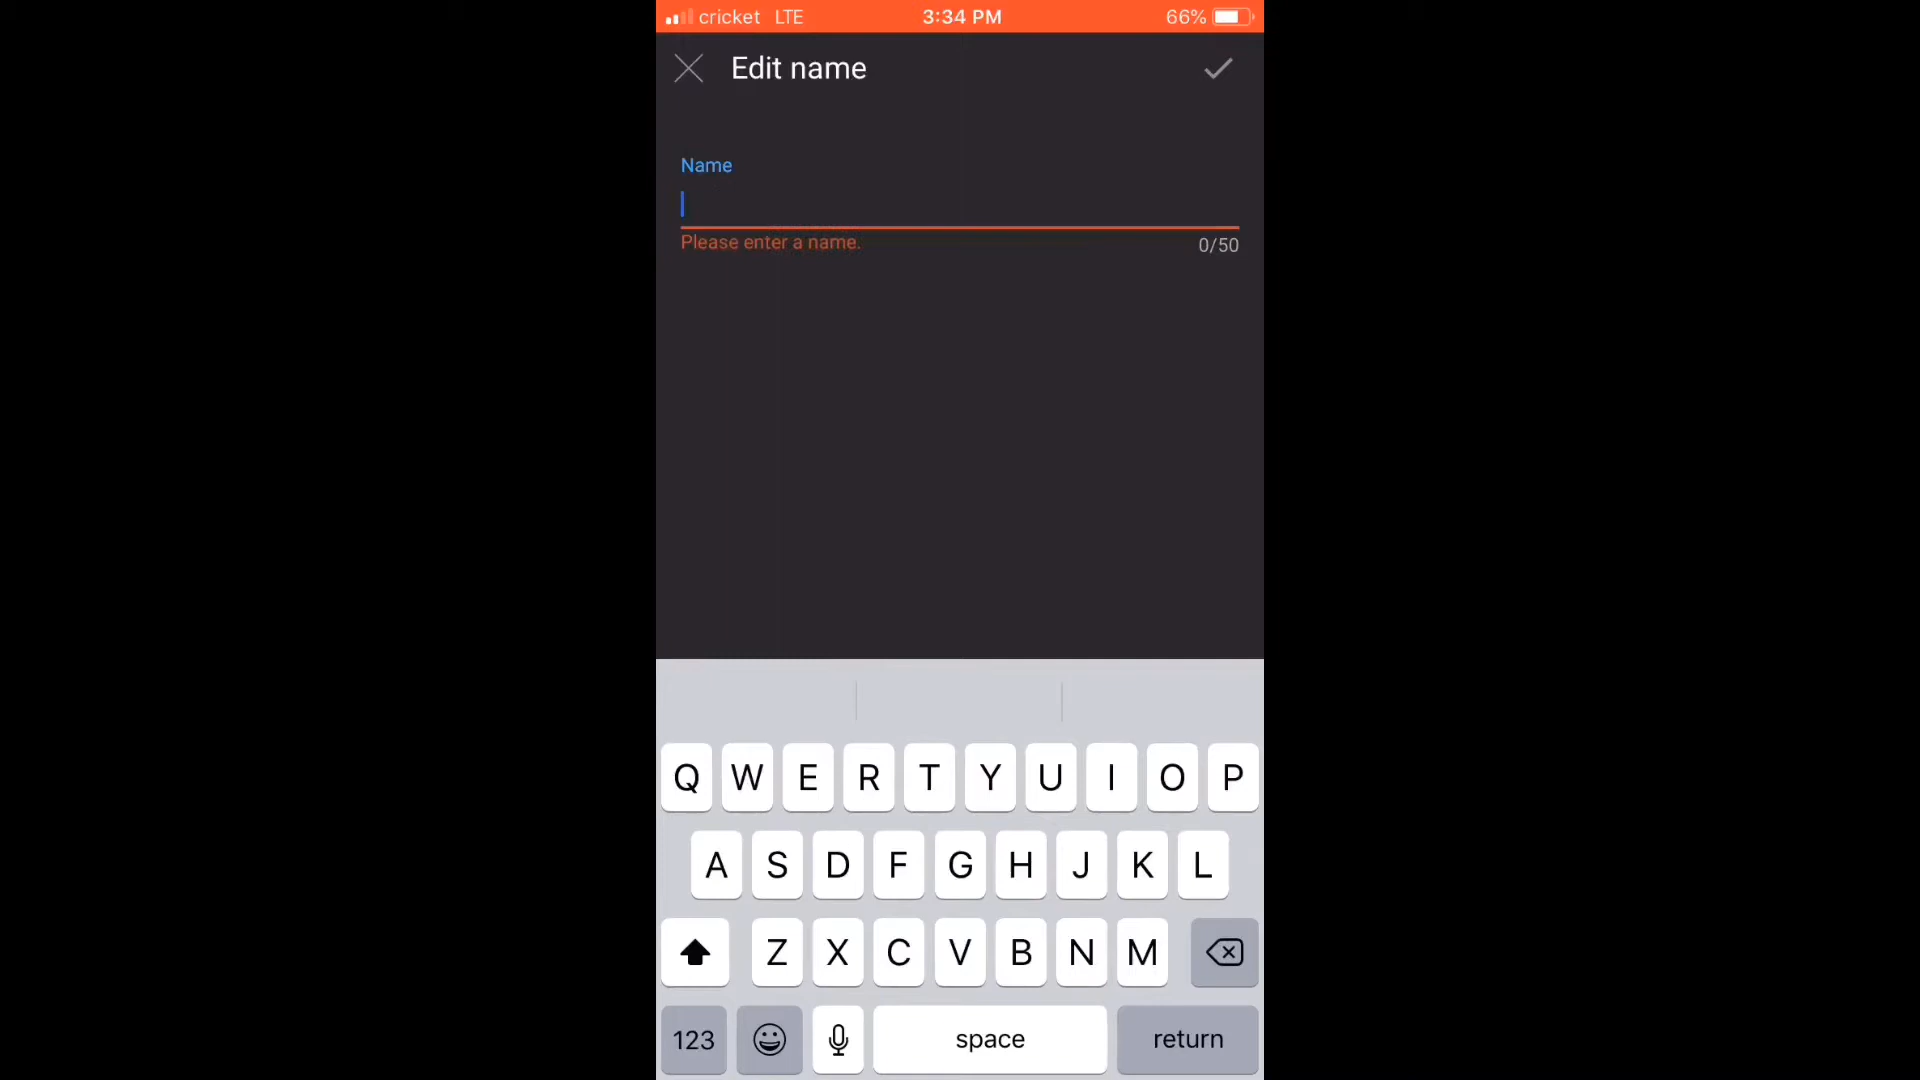 cricket LTE 3:34 PM 66%
Edit name
Name
Please enter a name. 0/50
Q W E R T Y U I O P
A S D F G H J K L
Z X C V B N M
123 space return